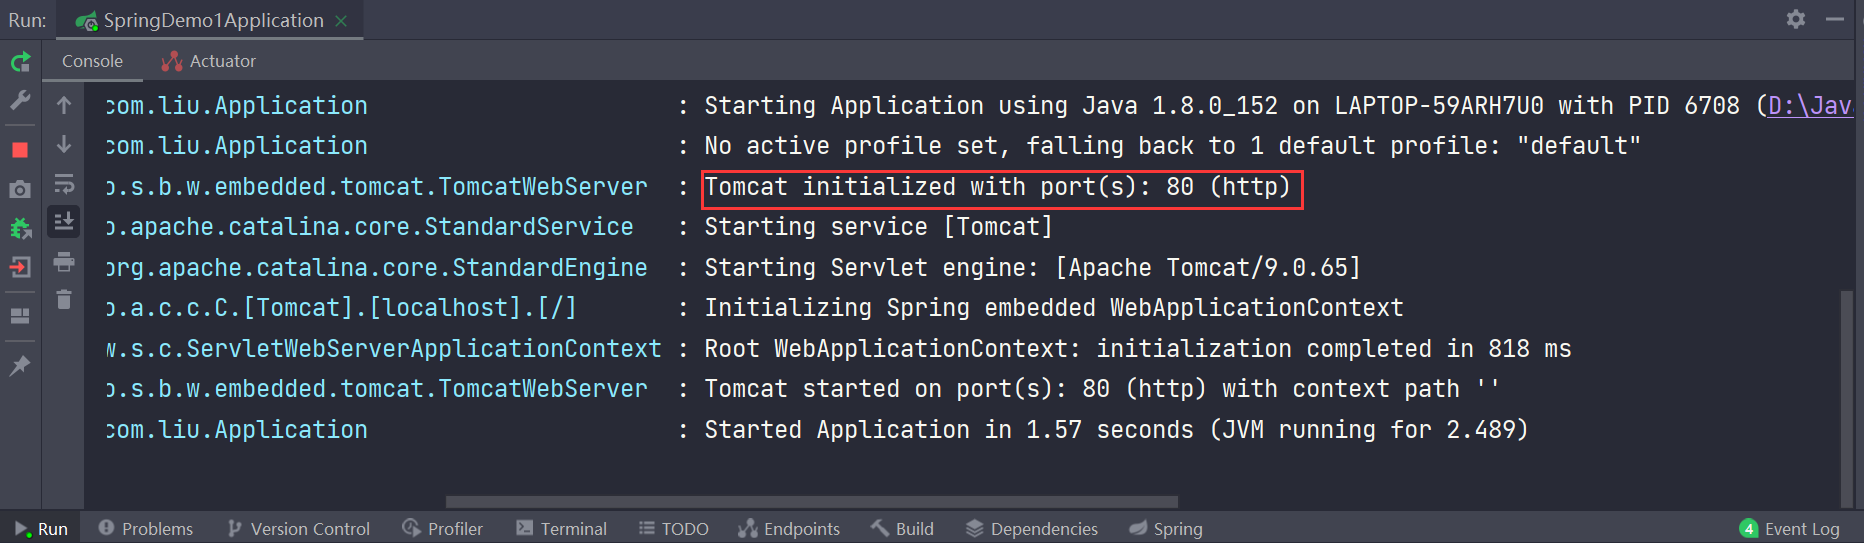 Run: SpringDemo1Application
Console Actuator
com.liu.Application : Starting Application using Java 1.8.0_152 on LAPTOP-59ARH7U0 with PID 6708 (D:\Jav
com.liu.Application : No active profile set, falling back to 1 default profile: "default"
o.s.b.w.embedded.tomcat.TomcatWebServer : Tomcat initialized with port(s): 80 (http)
o.apache.catalina.core.StandardService : Starting service [Tomcat]
org.apache.catalina.core.StandardEngine : Starting Servlet engine: [Apache Tomcat/9.0.65]
o.a.c.c.C.[Tomcat].[localhost].[/] : Initializing Spring embedded WebApplicationContext
w.s.c.ServletWebServerApplicationContext : Root WebApplicationContext: initialization completed in 818 ms
o.s.b.w.embedded.tomcat.TomcatWebServer : Tomcat started on port(s): 80 (http) with context path ''
com.liu.Application : Started Application in 1.57 seconds (JVM running for 2.489)
Run Problems Version Control Profiler Terminal TODO Endpoints Build Dependencies Spring 4 Event Log